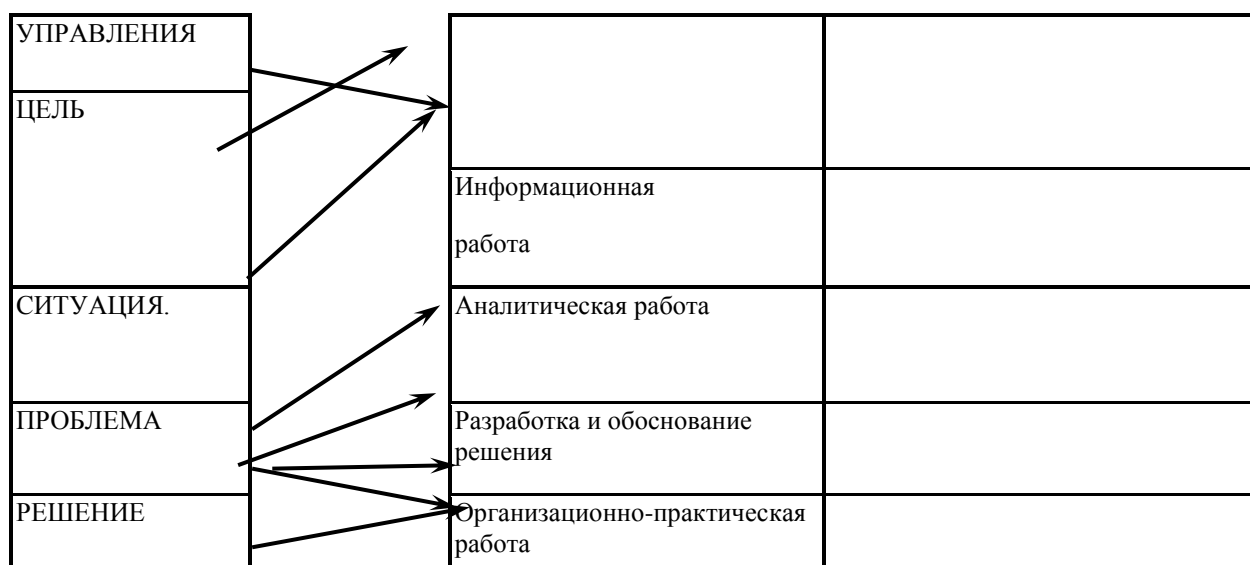 УПРАВЛЕНИЯ
ЦЕЛЬ
Информационная
работа
СИТУАЦИЯ.
Аналитическая работа
ПРОБЛЕМА
Разработка и обоснование
решения
РЕШЕНИЕ
Организационно-практическая
работа